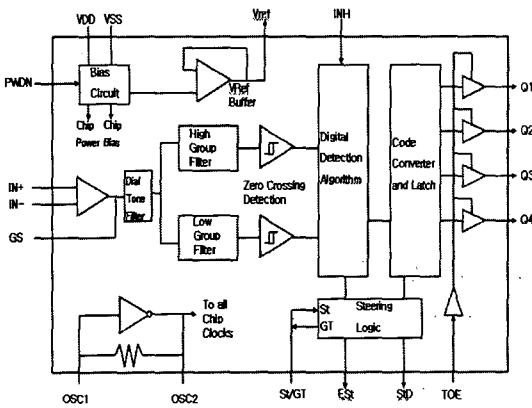 VDD VSS Vref INH
PWDN
Bias
Circuit
VRef
Buffer
Chip Chip
Power Bias
Q1
Q2
Q3
Q4
High
Group
Filter
Digital
Detection
Algorithm
Code
Converter
and Latch
IN+
IN-
GS
Dial
Tone
Filter
Zero Crossing
Detection
Low
Group
Filter
To all
Chip
Clocks
St
GT
Steering
Logic
OSC1 OSC2 St/GT ESt StD TOE